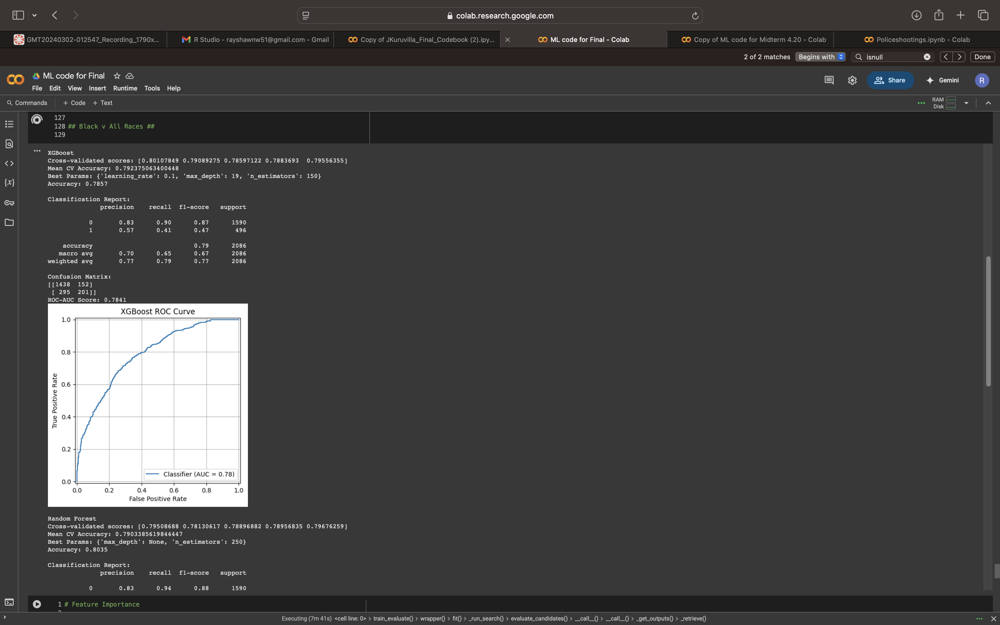 colab.research.google.com
GMT20240302-012547_Recording_1790x...
R Studio - rayshawnw51@gmail.com - Gmail
Copy of JKuruvilla_Final_Codebook (2).ipy...
ML code for Final - Colab
Copy of ML code for Midterm 4.20 - Colab
Policeshootings.ipynb - Colab
2 of 2 matches
Begins with
isnull
Done
ML code for Final
File Edit View Insert Runtime Tools Help
Share
Gemini
R
Commands + Code + Text
RAM
Disk
127
128 ## Black v All Races ##
129
XGBoost
Cross-validated scores: [0.80107849 0.79089275 0.78597122 0.7883693  0.79556355]
Mean CV Accuracy: 0.792375063400448
Best Params: {'learning_rate': 0.1, 'max_depth': 19, 'n_estimators': 150}
Accuracy: 0.7857
Classification Report:
precision recall f1-score support
0 0.83 0.90 0.87 1590
1 0.57 0.41 0.47 496
accuracy 0.79 2086
macro avg 0.70 0.65 0.67 2086
weighted avg 0.77 0.79 0.77 2086
Confusion Matrix:
[[1438  152]
[ 295  201]]
ROC-AUC Score: 0.7841
XGBoost ROC Curve
1.0
0.8
0.6
0.4
0.2
0.0
True Positive Rate
Classifier (AUC = 0.78)
0.0 0.2 0.4 0.6 0.8 1.0
False Positive Rate
Random Forest
Cross-validated scores: [0.79508688 0.78130617 0.78896882 0.78956835 0.79676259]
Mean CV Accuracy: 0.7903385619844447
Best Params: {'max_depth': None, 'n_estimators': 250}
Accuracy: 0.8035
Classification Report:
precision recall f1-score support
0 0.83 0.94 0.88 1590
1 # Feature Importance
Executing (7m 41s) <cell line: 0> > train_evaluate() > wrapper() > fit() > _run_search() > evaluate_candidates() > __call__() > __call__() > _get_outputs() > _retrieve()